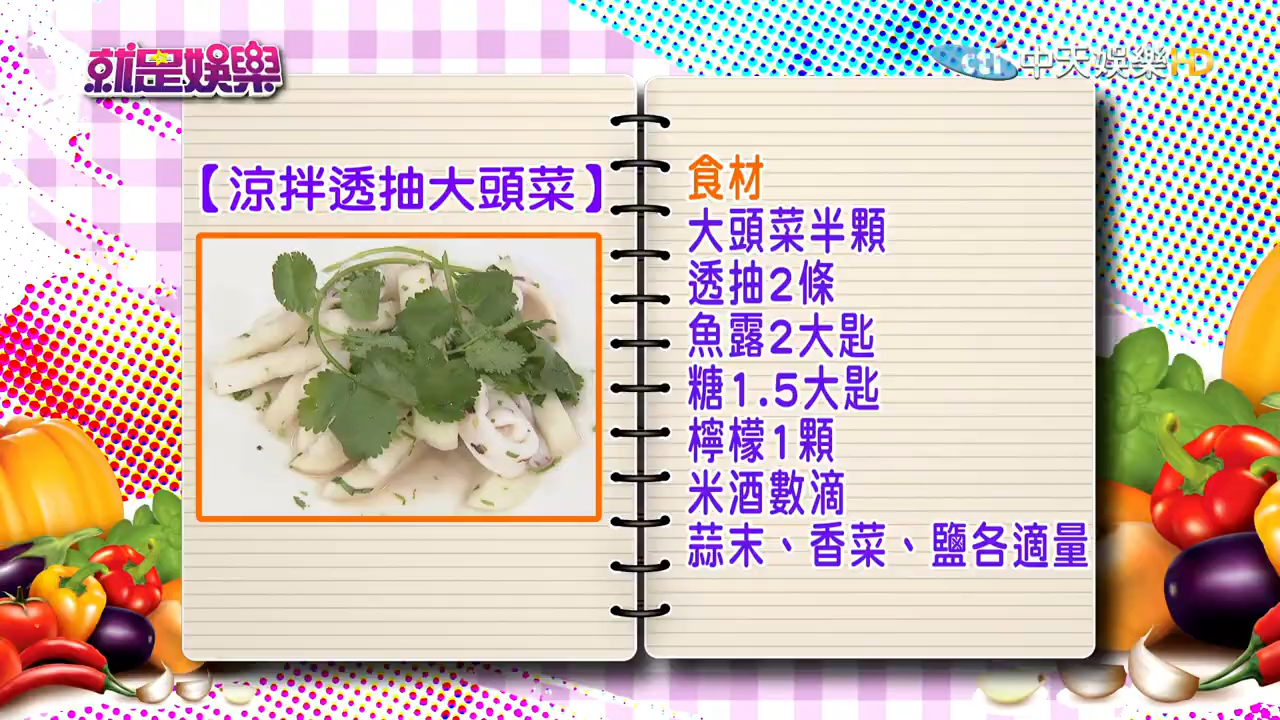 就是娛樂
cti 中天娛樂HD
【涼拌透抽大頭菜】
食材
大頭菜半顆
透抽2條
魚露2大匙
糖1.5大匙
檸檬1顆
米酒數滴
蒜末、香菜、鹽各適量